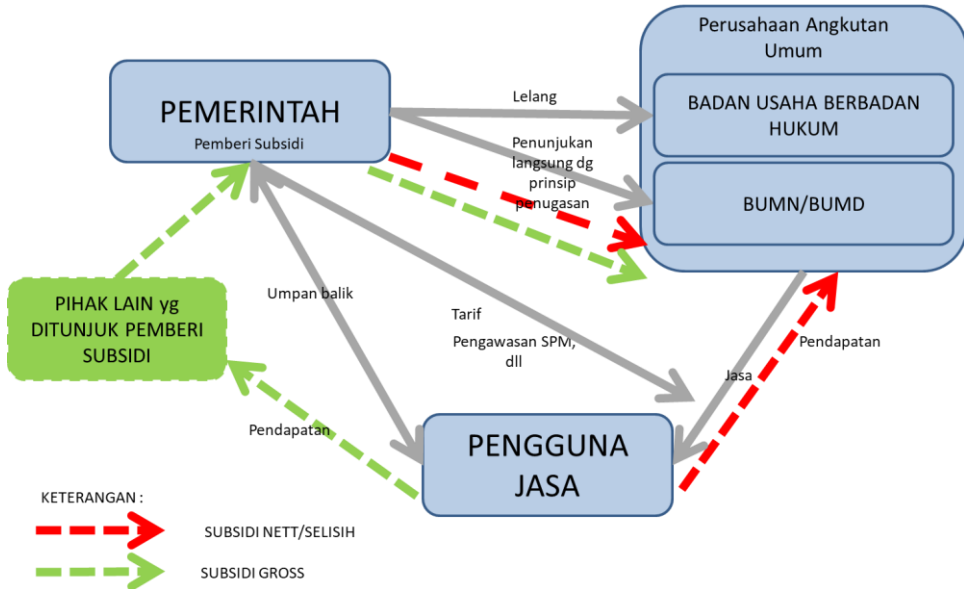 Perusahaan Angkutan
Umum
PEMERINTAH
Pemberi Subsidi
Lelang
BADAN USAHA BERBADAN
HUKUM
Penunjukan
langsung dg
prinsip
penugasan
BUMN/BUMD
PIHAK LAIN yg
DITUNJUK PEMBERI
SUBSIDI
Umpan balik
Tarif
Pengawasan SPM,
dll
Pendapatan
Jasa
Pendapatan
PENGGUNA
JASA
KETERANGAN :
SUBSIDI NETT/SELISIH
SUBSIDI GROSS